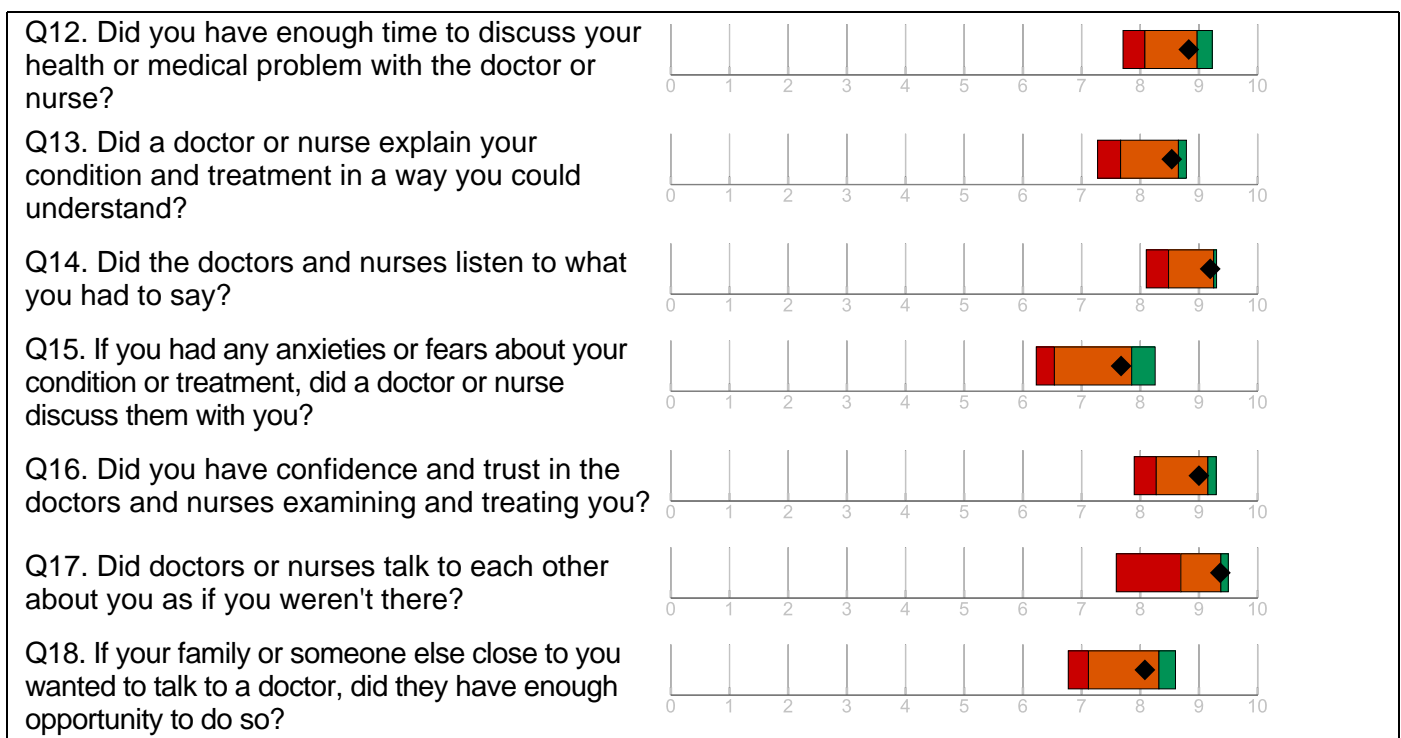 Q12. Did you have enough time to discuss your
health or medical problem with the doctor or
nurse?
0 1 2 3 4 5 6 7 8 9 10
Q13. Did a doctor or nurse explain your
condition and treatment in a way you could
understand?
0 1 2 3 4 5 6 7 8 9 10
Q14. Did the doctors and nurses listen to what
you had to say?
0 1 2 3 4 5 6 7 8 9 10
Q15. If you had any anxieties or fears about your
condition or treatment, did a doctor or nurse
discuss them with you?
0 1 2 3 4 5 6 7 8 9 10
Q16. Did you have confidence and trust in the
doctors and nurses examining and treating you?
0 1 2 3 4 5 6 7 8 9 10
Q17. Did doctors or nurses talk to each other
about you as if you weren't there?
0 1 2 3 4 5 6 7 8 9 10
Q18. If your family or someone else close to you
wanted to talk to a doctor, did they have enough
opportunity to do so?
0 1 2 3 4 5 6 7 8 9 10